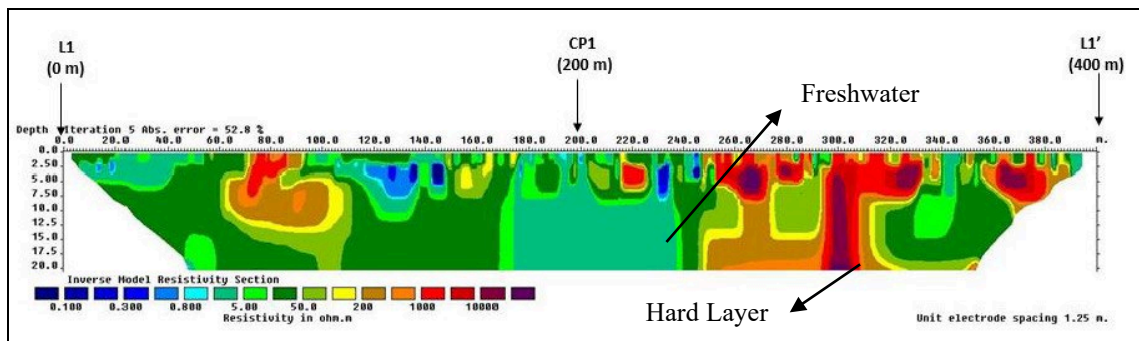 L1
(0 m)
CP1
(200 m)
L1’
(400 m)
Freshwater
Depth Iteration 5 Abs. error = 52.8 %
0.0 20.0 40.0 60.0 80.0 100.0 120.0 140.0 160.0 180.0 200.0 220.0 240.0 260.0 280.0 300.0 320.0 340.0 360.0 380.0 m.
0.0
2.50
5.00
7.50
10.0
12.5
15.0
17.5
20.0
Inverse Model Resistivity Section
0.100 0.300 0.800 5.00 50.0 200 1000 10000
Resistivity in ohm.m
Hard Layer
Unit electrode spacing 1.25 m.